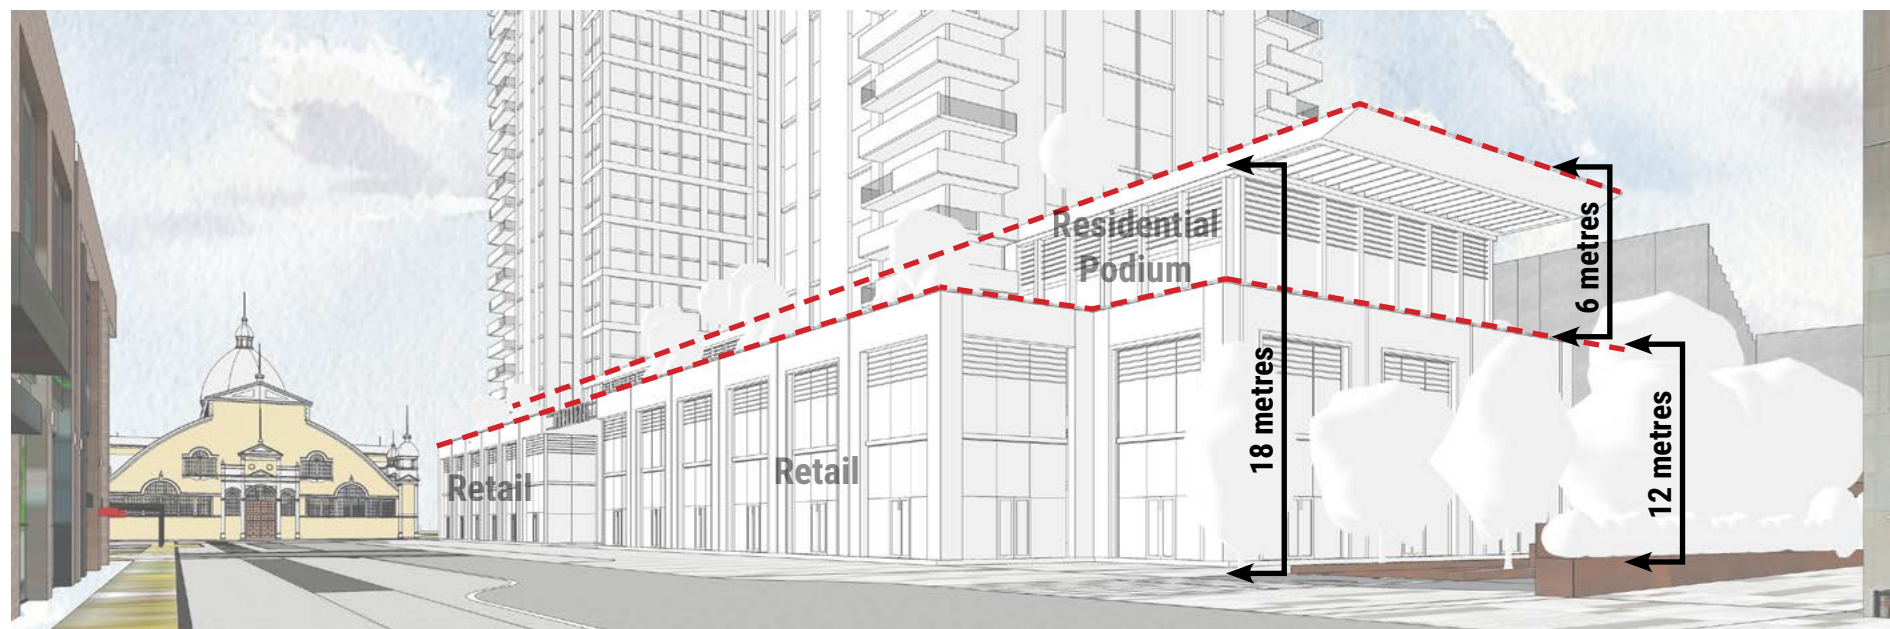 Residential
Podium
Retail
Retail
18 metres
6 metres
12 metres